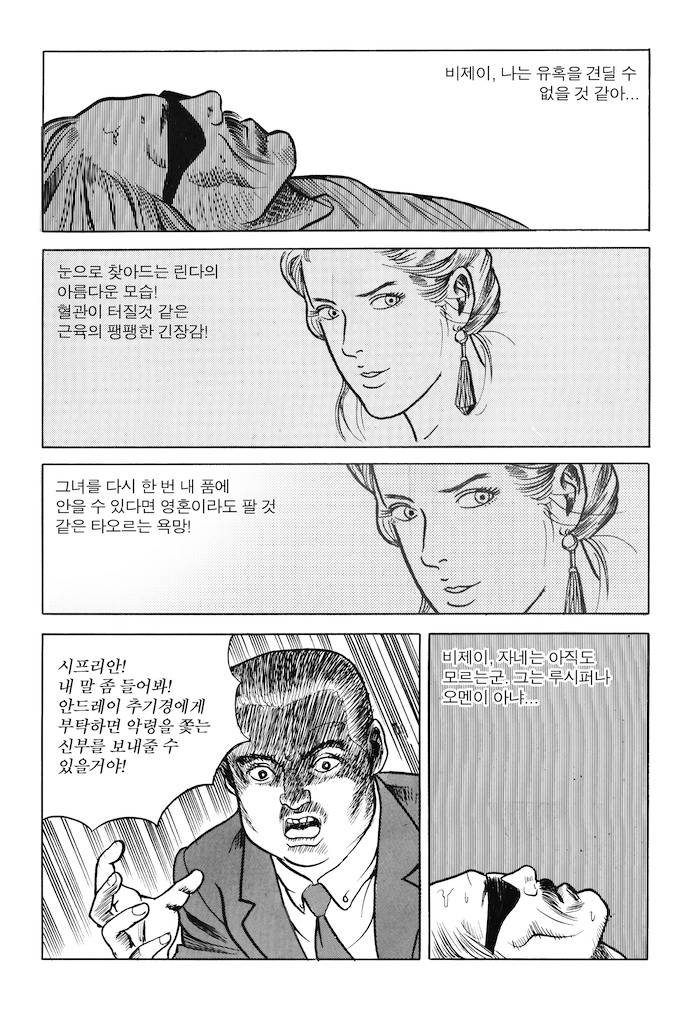 비제이, 나는 유혹을 견딜 수
없을 것 같아...
눈으로 찾아드는 린다의
아름다운 모습!
혈관이 터질것 같은
근육의 팽팽한 긴장감!
그녀를 다시 한 번 내 품에
안을 수 있다면 영혼이라도 팔 것
같은 타오르는 욕망!
시프리안!
내 말 좀 들어봐!
안드레이 추기경에게
부탁하면 악령을 쫓는
신부를 보내줄 수
있을거야!
비제이, 자네는 아직도
모르는군. 그는 루시퍼나
오멘이 아냐...